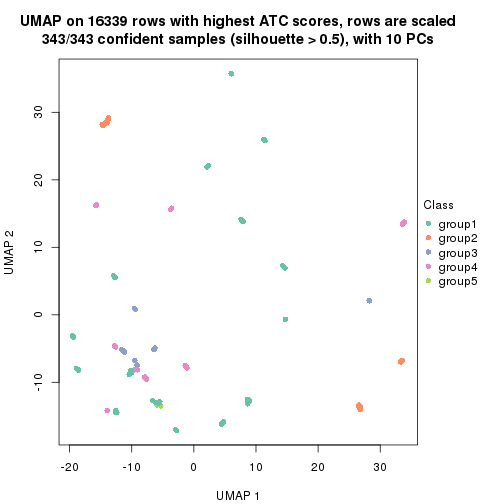 UMAP on 16339 rows with highest ATC scores, rows are scaled
343/343 confident samples (silhouette > 0.5), with 10 PCs
30
20
10
0
-10
UMAP 2
-20
-10
0
10
20
30
UMAP 1
Class
group1
group2
group3
group4
group5